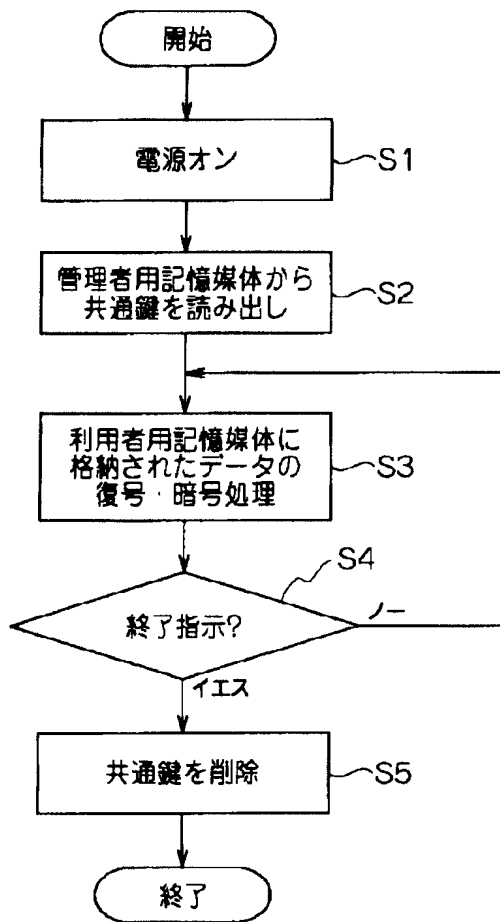 開始
電源オン
S1
管理者用記憶媒体から
共通鍵を読み出し
S2
利用者用記憶媒体に
格納されたデータの
復号・暗号処理
S3
S4
終了指示?
ノー
イエス
共通鍵を削除
S5
終了